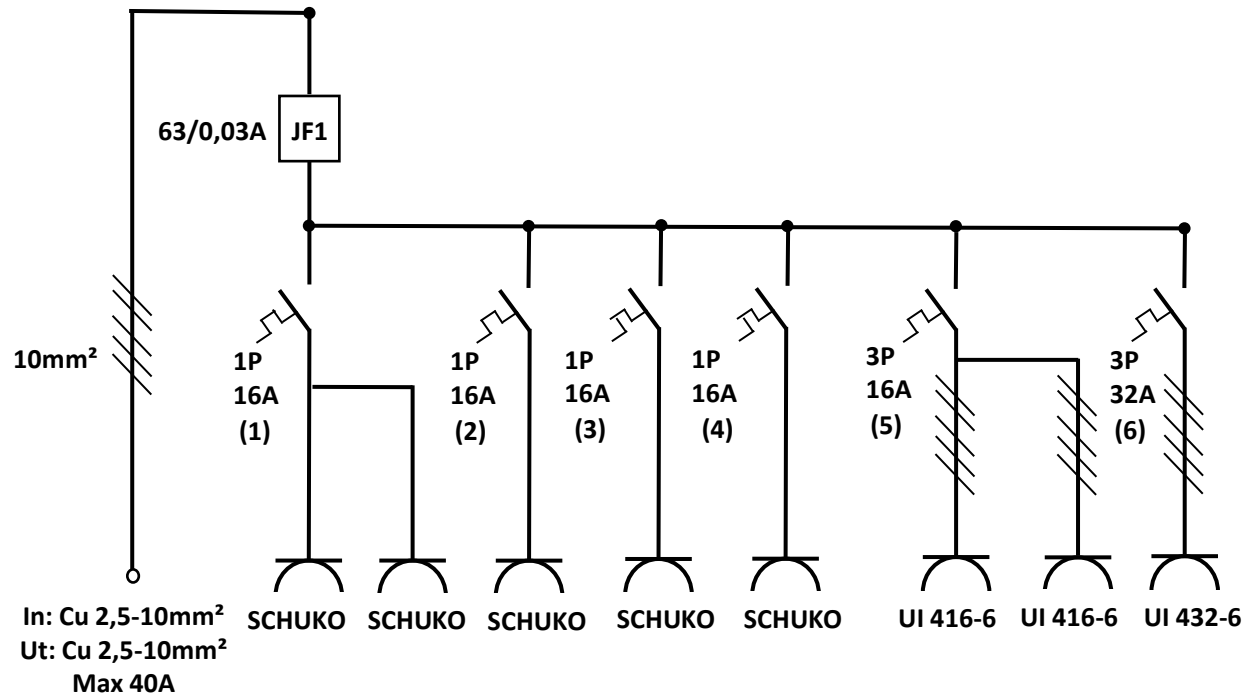 63/0,03A
JF1
10mm²
1P
16A
(1)
1P
16A
(2)
1P
16A
(3)
1P
16A
(4)
3P
16A
(5)
3P
32A
(6)
In: Cu 2,5-10mm²
Ut: Cu 2,5-10mm²
Max 40A
SCHUKO
SCHUKO
SCHUKO
SCHUKO
SCHUKO
UI 416-6
UI 416-6
UI 432-6